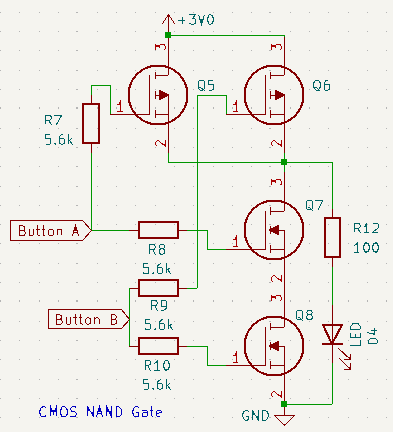 +3V0
3
3
Q5
Q6
1
1
R7
5.6k
2
2
3
Q7
Button A
R12
100
R8
5.6k
1
2
R9
5.6k
3
Q8
Button B
LED
D4
R10
5.6k
1
2
CMOS NAND Gate
GND